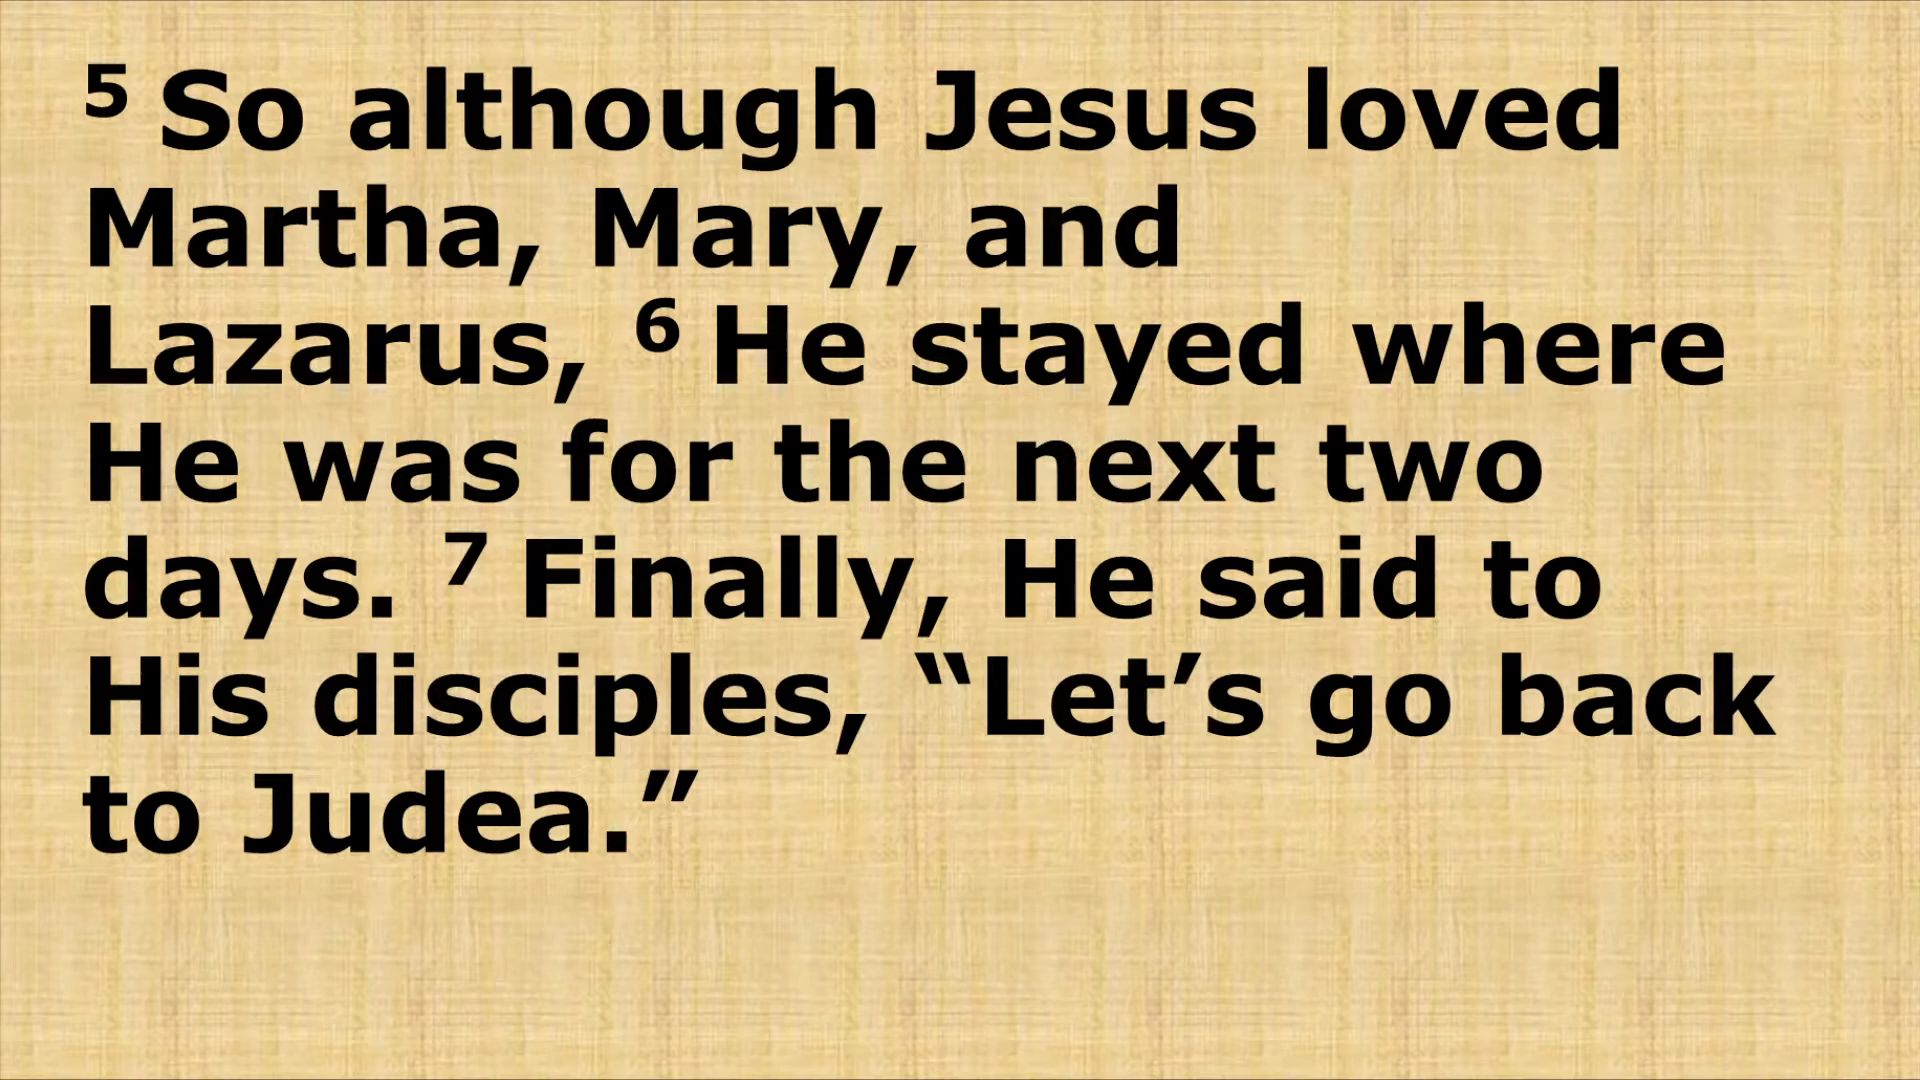 ⁵ So although Jesus loved
Martha, Mary, and
Lazarus, ⁶ He stayed where
He was for the next two
days. ⁷ Finally, He said to
His disciples, “Let’s go back
to Judea.”